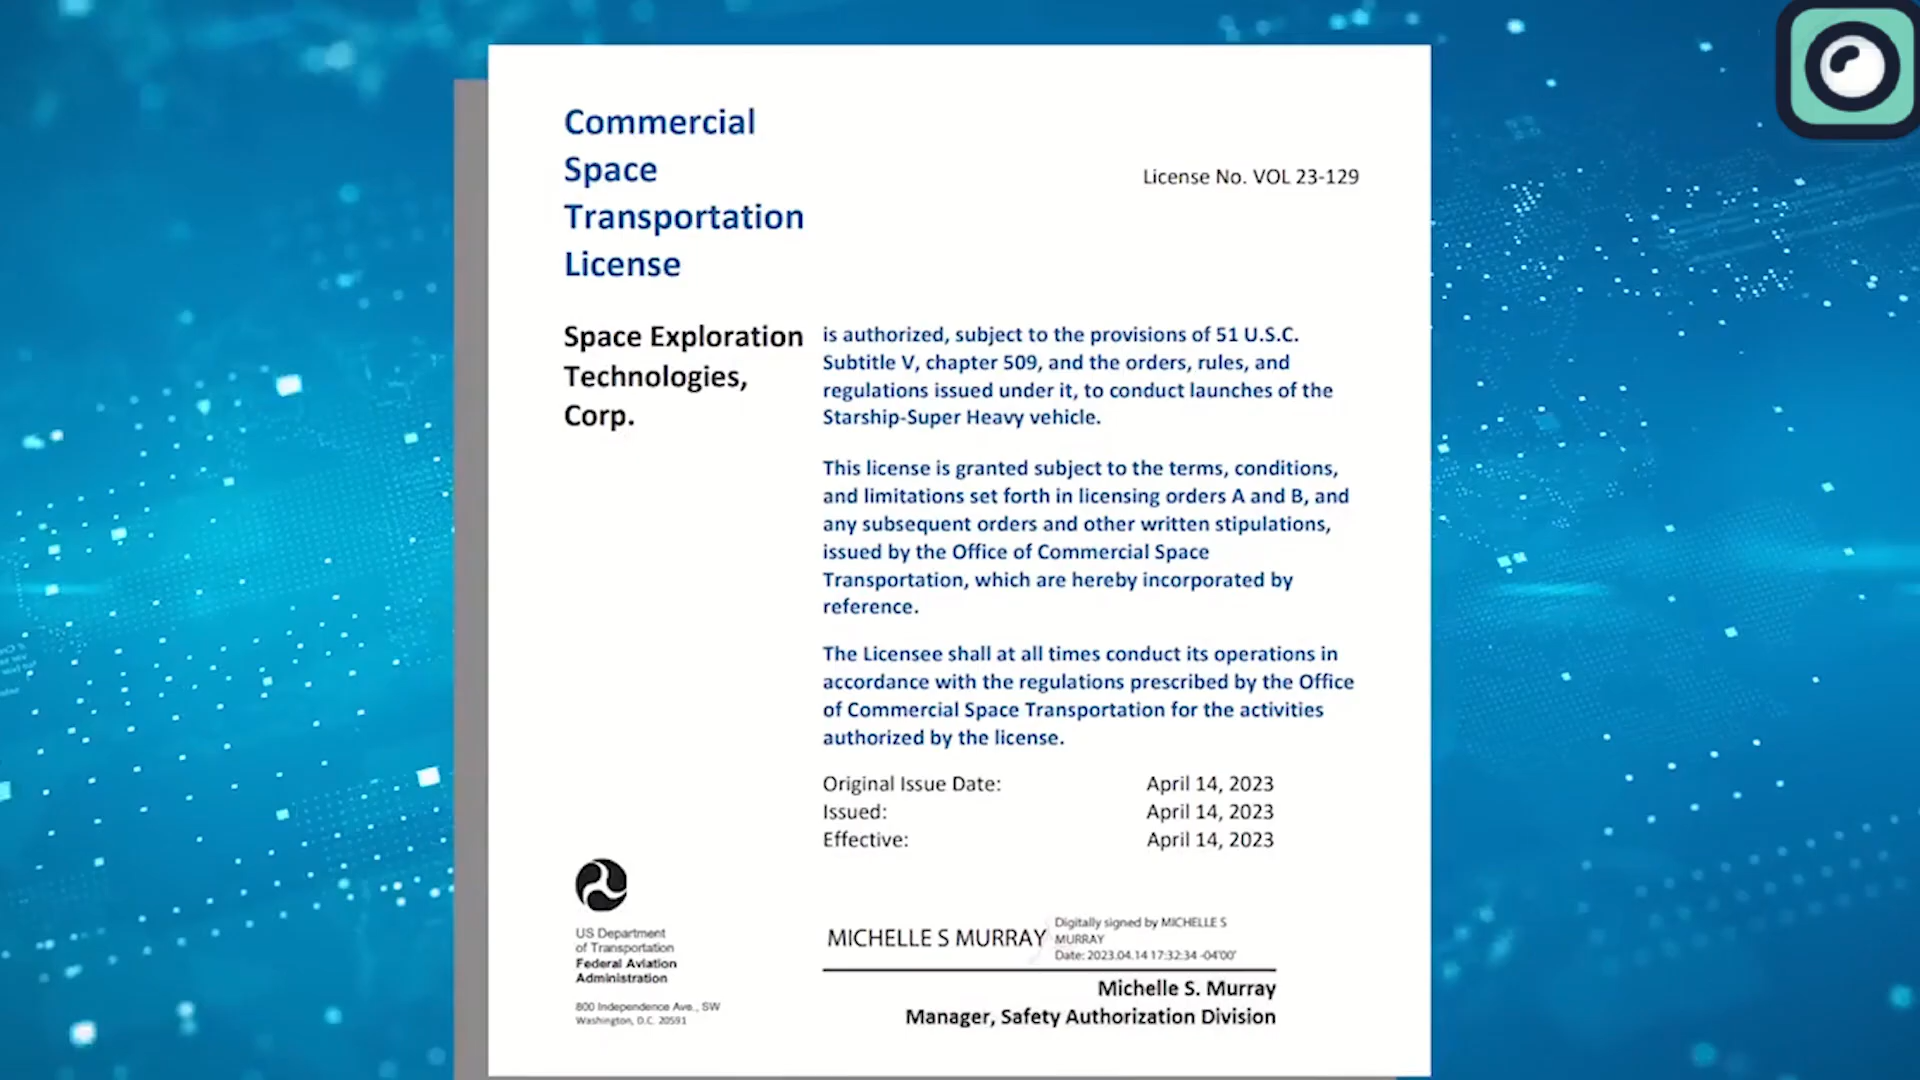 Commercial
Space
Transportation
License
License No. VOL 23-129
Space Exploration
Technologies,
Corp.
is authorized, subject to the provisions of 51 U.S.C.
Subtitle V, chapter 509, and the orders, rules, and
regulations issued under it, to conduct launches of the
Starship-Super Heavy vehicle.
This license is granted subject to the terms, conditions,
and limitations set forth in licensing orders A and B, and
any subsequent orders and other written stipulations,
issued by the Office of Commercial Space
Transportation, which are hereby incorporated by
reference.
The Licensee shall at all times conduct its operations in
accordance with the regulations prescribed by the Office
of Commercial Space Transportation for the activities
authorized by the license.
Original Issue Date: April 14, 2023
Issued: April 14, 2023
Effective: April 14, 2023
US Department
of Transportation
Federal Aviation
Administration
800 Independence Ave., SW
Washington, D.C. 20591
MICHELLE S MURRAY
Digitally signed by MICHELLE S
MURRAY
Date: 2023.04.14 17:32:34 -04'00'
Michelle S. Murray
Manager, Safety Authorization Division